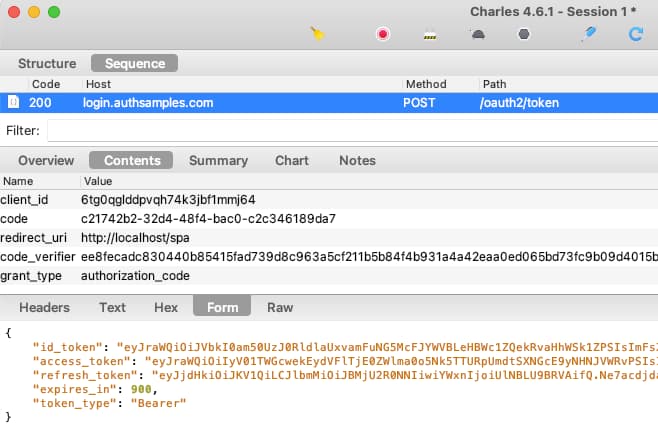 Charles 4.6.1 - Session 1 *
Structure Sequence
Code Host Method Path
200 login.authsamples.com POST /oauth2/token
Filter:
Overview Contents Summary Chart Notes
Name Value
client_id 6tg0qglddpvqh74k3jbf1mmj64
code c21742b2-32d4-48f4-bac0-c2c346189da7
redirect_uri http://localhost/spa
code_verifier ee8fecadc830440b85415fad739d8c963a5cf211b5b84f4b931a4a42eaa0ed065bd73fc9b09d4015b
grant_type authorization_code
Headers Text Hex Form Raw
{
"id_token": "eyJraWQiOiJVbkI0am50UzJ0RldlaUxvamFuNG5McFJYWVBLeHBWc1ZQekRvaHhWSk1ZPSIsImFsZ
"access_token": "eyJraWQiOiIyV01TWGcwekEydVFlTjE0ZWlma0o5Nk5TTURpUmdtSXNGcE9yNHNJVWRvPSIsI
"refresh_token": "eyJjdHkiOiJKV1QiLCJlbmMiOiJBMjU2R0NNIiwiYWxnIjoiUlNBLU9BRVAifQ.Ne7acdjda
"expires_in": 900,
"token_type": "Bearer"
}